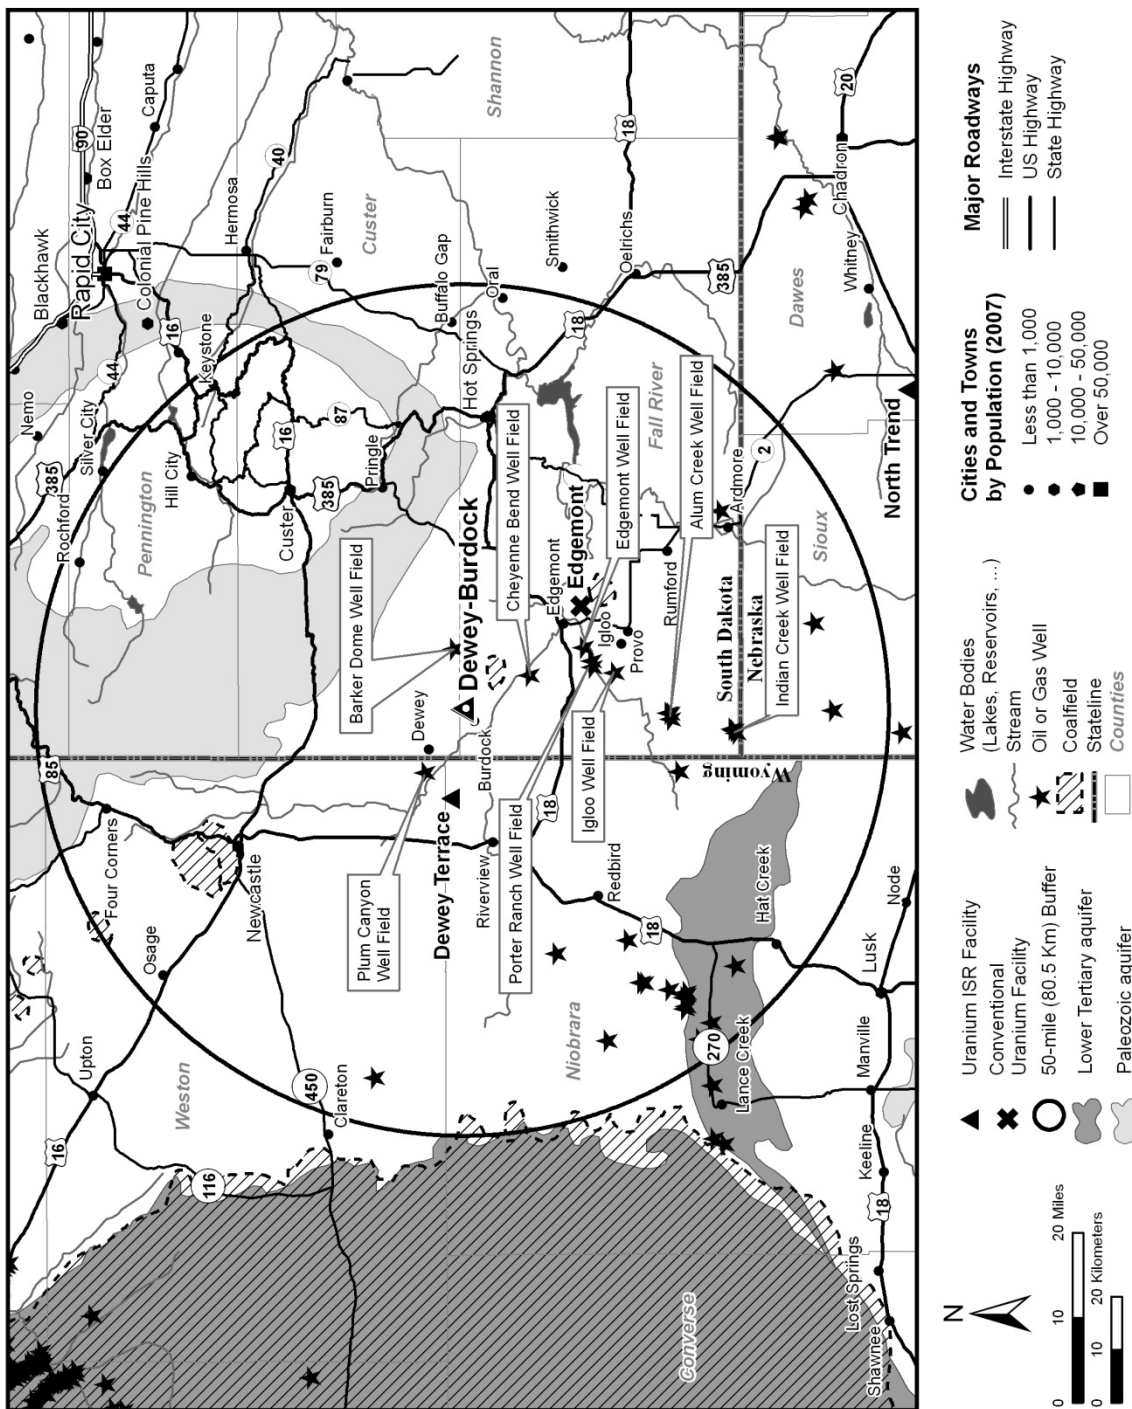 Upton
16
Osage
Four Corners
85
Weston
116
450
Clareton
Newcastle
Rochford
Nemo
385
Silver City
44
Blackhawk
Rapid City
90
Box Elder
44
Colonial Pine Hills
Caputa
16
Pennington
Hill City
Keystone
Hermosa
40
Custer
16
87
385
Pringle
Fairburn
79
Custer
Shannon
Barker Dome Well Field
Dewey
Plum Canyon
Well Field
Dewey Terrace
Dewey-Burdock
Burdock
Riverview
Buffalo Gap
Hot Springs
Oral
Cheyenne Bend Well Field
18
Smithwick
Oelrichs
18
Edgemont
Edgemont
Edgemont Well Field
Igloo
Provo
Igloo Well Field
Porter Ranch Well Field
18
Redbird
Niobrara
Fall River
Rumford
Alum Creek Well Field
Ardmore
2
385
South Dakota
Nebraska
Wyoming
Indian Creek Well Field
Sioux
Dawes
Whitney
Chadron
20
North Trend
18
270
Lance Creek
Hat Creek
Node
Lusk
Manville
Keeline
18
Lost Springs
Shawnee
Converse
N
0
10
20 Miles
0
10
20 Kilometers
Uranium ISR Facility
Conventional
Uranium Facility
50-mile (80.5 Km) Buffer
Lower Tertiary aquifer
Paleozoic aquifer
Water Bodies
(Lakes, Reservoirs, ...)
Stream
Oil or Gas Well
Coalfield
Stateline
Counties
Cities and Towns
by Population (2007)
Less than 1,000
1,000 - 10,000
10,000 - 50,000
Over 50,000
Major Roadways
Interstate Highway
US Highway
State Highway